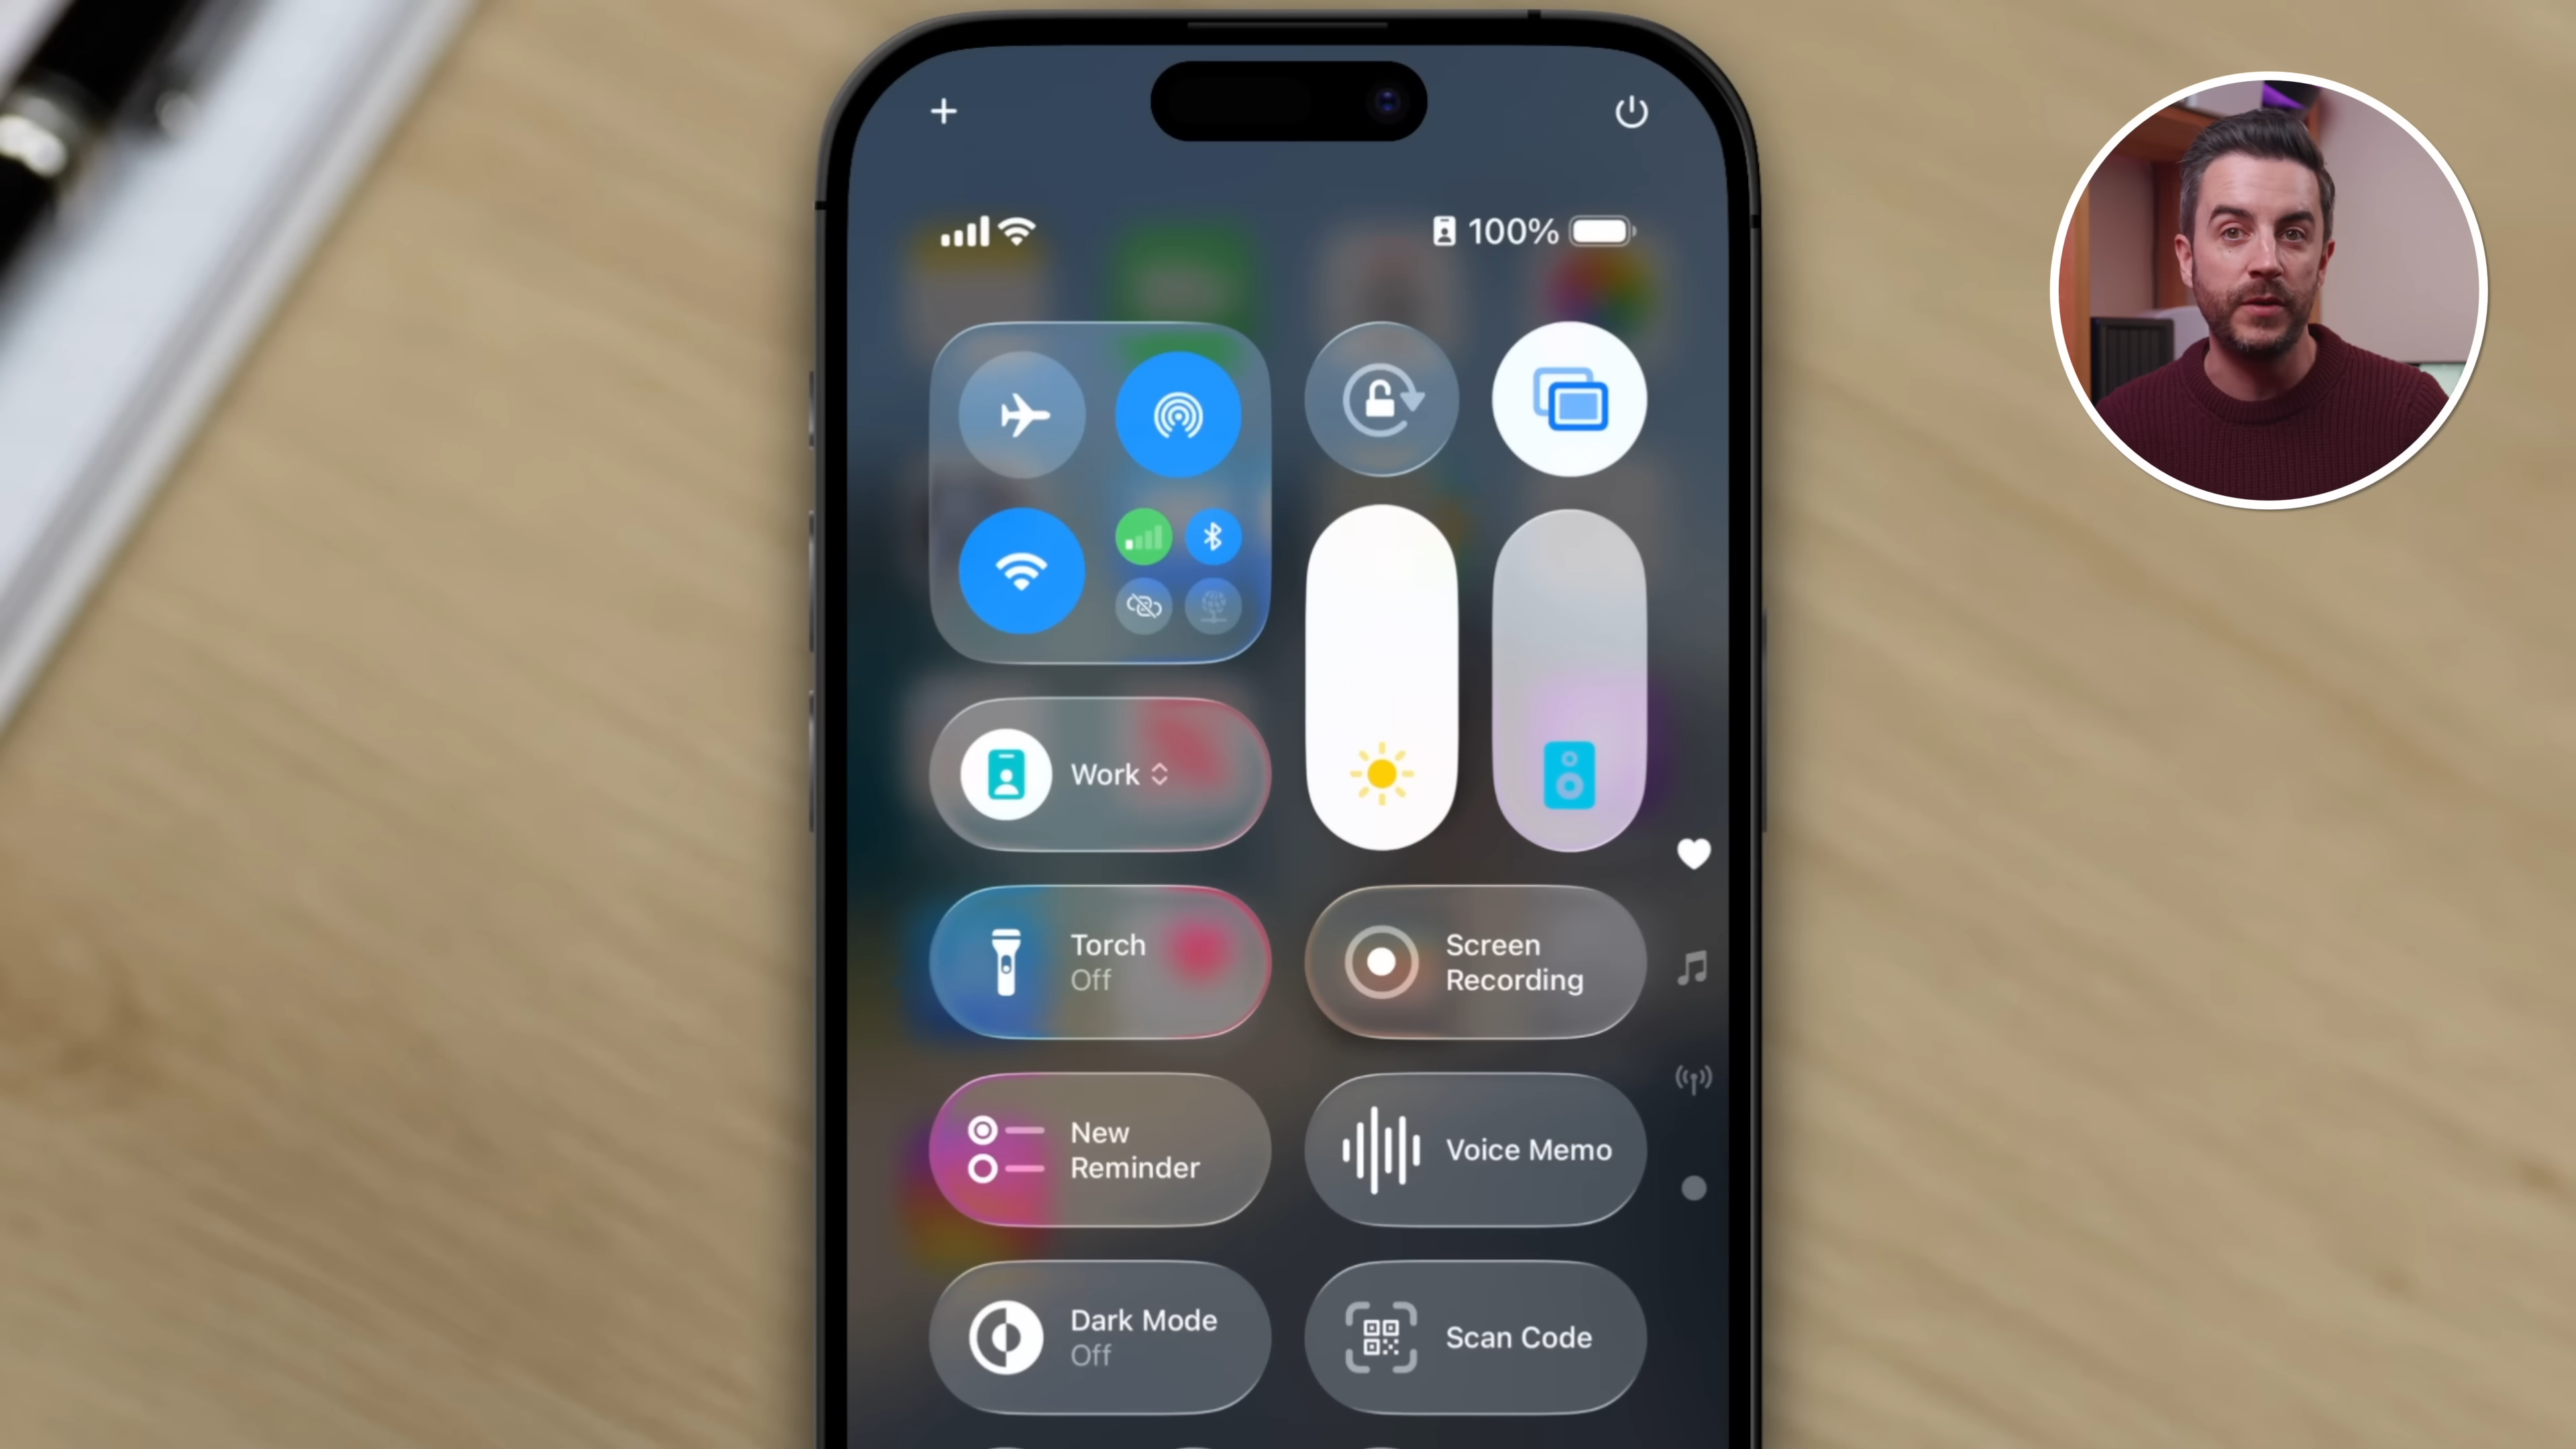 100%
Work
Torch
Off
Screen
Recording
New
Reminder
Voice Memo
Dark Mode
Off
Scan Code